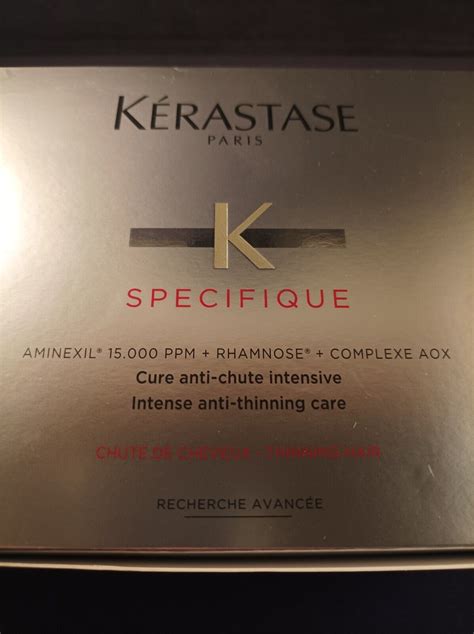 KÉRASTASE
PARIS
K
SPECIFIQUE
AMINEXIL® 15.000 PPM + RHAMNOSE® + COMPLEXE AOX
Cure anti-chute intensive
Intense anti-thinning care
CHUTE DE CHEVEUX - THINNING HAIR
RECHERCHE AVANCÉE